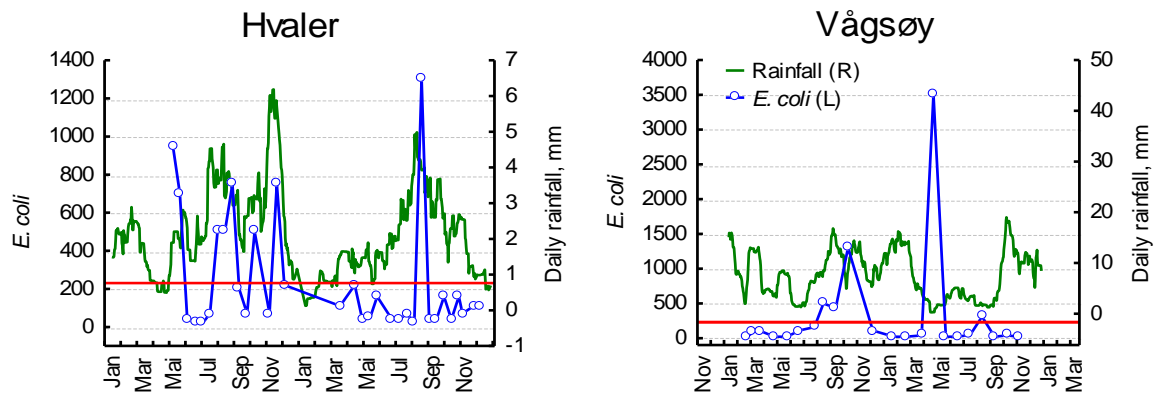 Hvaler
Vågsøy
1400
1200
1000
800
600
400
200
0
E. coli
7
6
5
4
3
2
1
0
-1
Daily rainfall, mm
Jan
Mar
Mai
Jul
Sep
Nov
Jan
Mar
Mai
Jul
Sep
Nov
4000
3500
3000
2500
2000
1500
1000
500
0
E. coli
Rainfall (R)
E. coli (L)
50
40
30
20
10
0
Daily rainfall, mm
Nov
Jan
Mar
Mai
Jul
Sep
Nov
Jan
Mar
Mai
Jul
Sep
Nov
Jan
Mar